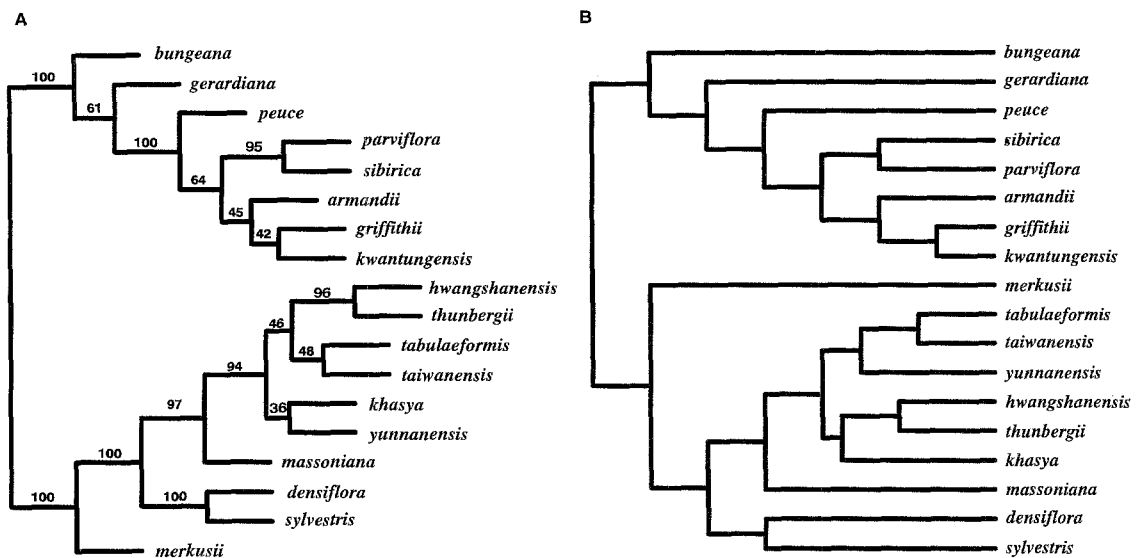 A
bungeana
100
gerardiana
61
peuce
100
parviflora
95
sibirica
64
armandii
45
griffithii
42
kwantungensis
hwangshanensis
96
thunbergii
46
tabulaeformis
48
taiwanensis
94
khasya
36
yunnanensis
97
massoniana
100
densiflora
100
sylvestris
100
merkusii
B
bungeana
gerardiana
peuce
sibirica
parviflora
armandii
griffithii
kwantungensis
merkusii
tabulaeformis
taiwanensis
yunnanensis
hwangshanensis
thunbergii
khasya
massoniana
densiflora
sylvestris